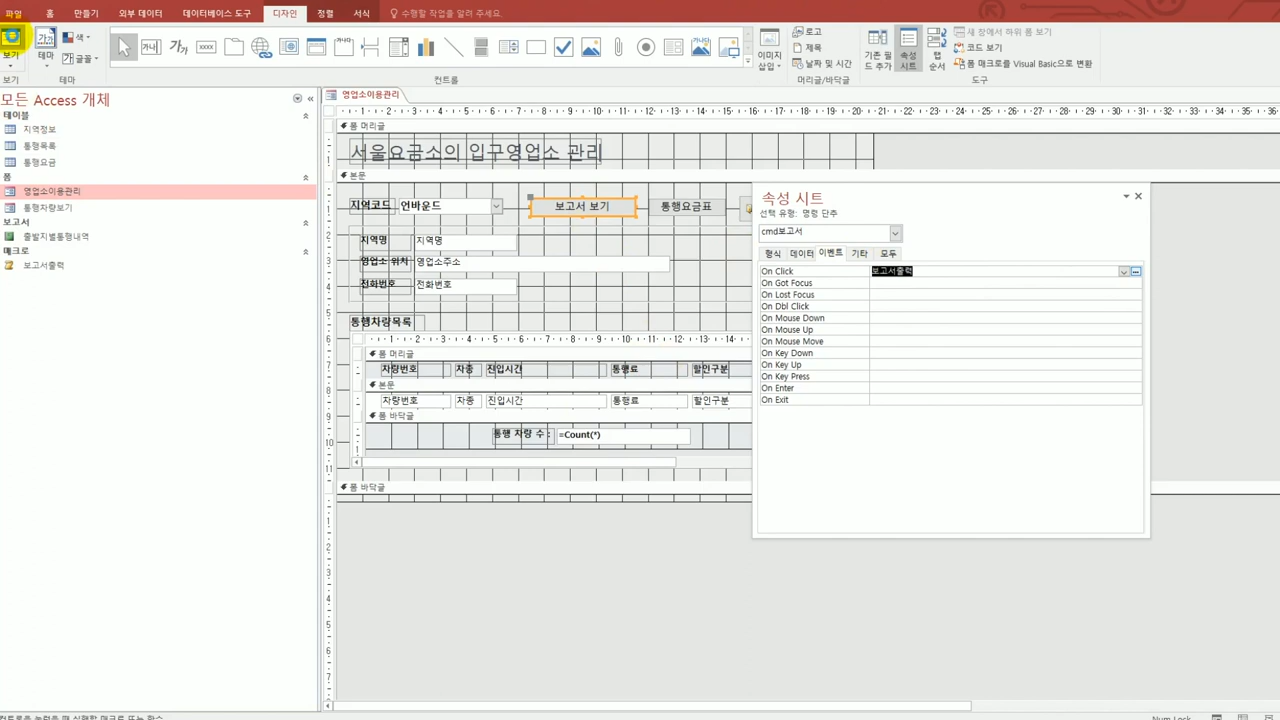 파일 홈 만들기 외부 데이터 데이터베이스 도구 디자인 정렬 서식 수행할 작업을 알려 주세요.
보기
가가
테마
색
글꼴
가나
가가
xxxx
가나다
이미지
삽입
로고
제목
날짜 및 시간
기존 필
드 추가
속성
시트
탭
순서
새 창에서 하위 폼 보기
코드 보기
폼 매크로를 Visual Basic으로 변환
보기 테마 컨트롤 머리글/바닥글 도구
모든 Access 개체
테이블
지역정보
통행목록
통행요금
폼
영업소이용관리
통행차량보기
보고서
출발지별통행내역
매크로
보고서출력
영업소이용관리
폼 머리글
서울요금소의 입구영업소 관리
본문
지역코드 언바운드 보고서 보기 통행요금표
지역명 지역명
영업소 위치 영업소주소
전화번호 전화번호
통행차량목록
폼 머리글
차량번호 차종 진입시간 통행료 할인구분
본문
차량번호 차종 진입시간 통행료 할인구분
폼 바닥글
통행 차량 수 : =Count(*)
폼 바닥글
속성 시트
선택 유형: 명령 단추
cmd보고서
형식 데이터 이벤트 기타 모두
On Click 보고서출력
On Got Focus
On Lost Focus
On Dbl Click
On Mouse Down
On Mouse Up
On Mouse Move
On Key Down
On Key Up
On Key Press
On Enter
On Exit
Num Lock